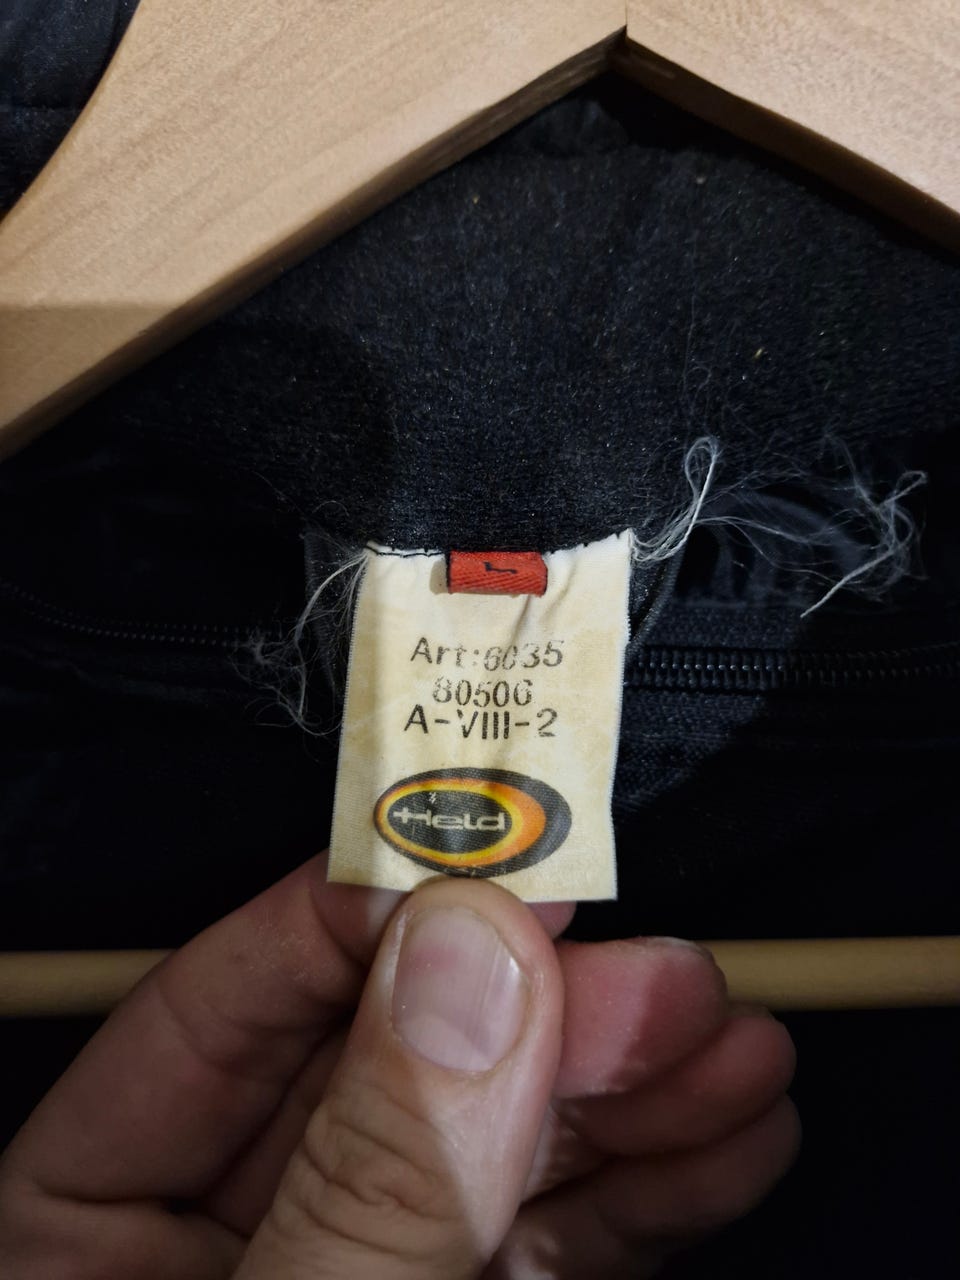 L
Art:6035
80506
A-VIII-2
Held